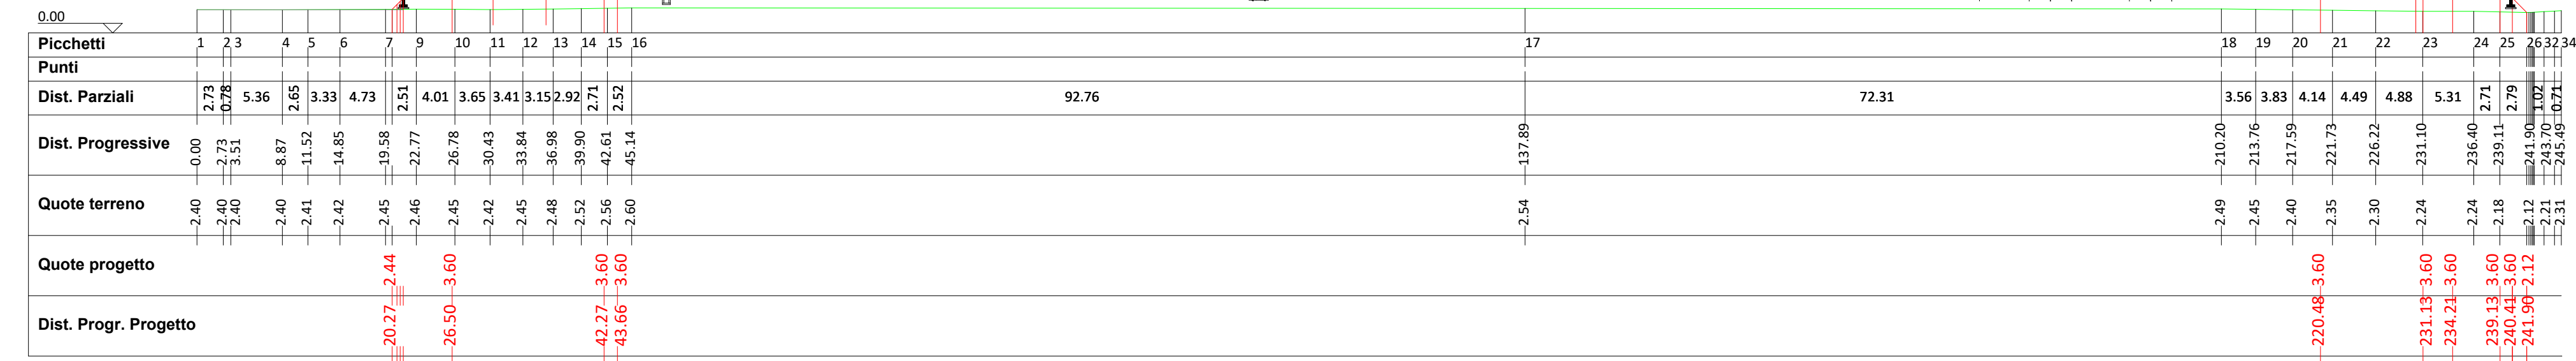 0.00
Picchetti 1 2 3 4 5 6 7 9 10 11 12 13 14 15 16 17 18 19 20 21 22 23 24 25 26 32 34
Punti
Dist. Parziali 2.73 0.78 5.36 2.65 3.33 4.73 2.51 4.01 3.65 3.41 3.15 2.92 2.71 2.52 92.76 72.31 3.56 3.83 4.14 4.49 4.88 5.31 2.71 2.79 1.02 0.71
Dist. Progressive 0.00 2.73 3.51 8.87 11.52 14.85 19.58 22.77 26.78 30.43 33.84 36.98 39.90 42.61 45.14 137.89 210.20 213.76 217.59 221.73 226.22 231.10 236.40 239.11 241.90 243.70 245.49
Quote terreno 2.40 2.40 2.40 2.40 2.41 2.42 2.45 2.46 2.45 2.42 2.45 2.48 2.52 2.56 2.60 2.54 2.49 2.45 2.40 2.35 2.30 2.24 2.24 2.18 2.12 2.21 2.31
Quote progetto 2.44 3.60 3.60 3.60 3.60 3.60 3.60 3.60 3.60 2.12
Dist. Progr. Progetto 20.27 26.50 42.27 43.66 220.48 231.13 234.21 239.13 240.41 241.90